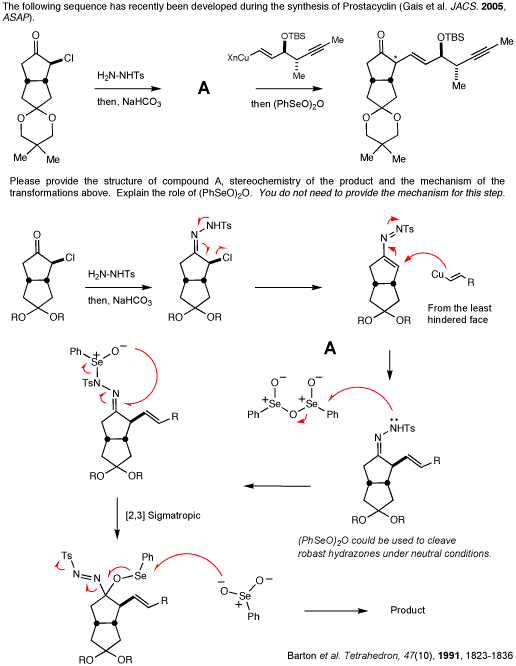 The following sequence has recently been developed during the synthesis of Prostacyclin (Gais et al. JACS. 2005,
ASAP).
O
Cl
H2N-NHTs
then, NaHCO3
A
XnCu
OTBS
Me
Me
then (PhSeO)2O
O
*
OTBS
Me
Me
O O
Me Me
O O
Me Me
Please provide the structure of compound A, stereochemistry of the product and the mechanism of the
transformations above. Explain the role of (PhSeO)2O. You do not need to provide the mechanism for this step.
O
Cl
RO OR
H2N-NHTs
then, NaHCO3
N NHTs
Cl
RO OR
N NTs
RO OR
Cu R
From the least
hindered face
A
Ph Se + O−
TsN N
R
RO OR
O− O−
+Se Se+
Ph O Ph
N NHTs
R
RO OR
[2,3] Sigmatropic
(PhSeO)2O could be used to cleave
robast hydrazones under neutral conditions.
Ts N N O Se Ph
R
RO OR
−O Se + O−
Ph
Product
Barton et al. Tetrahedron, 47(10), 1991, 1823-1836